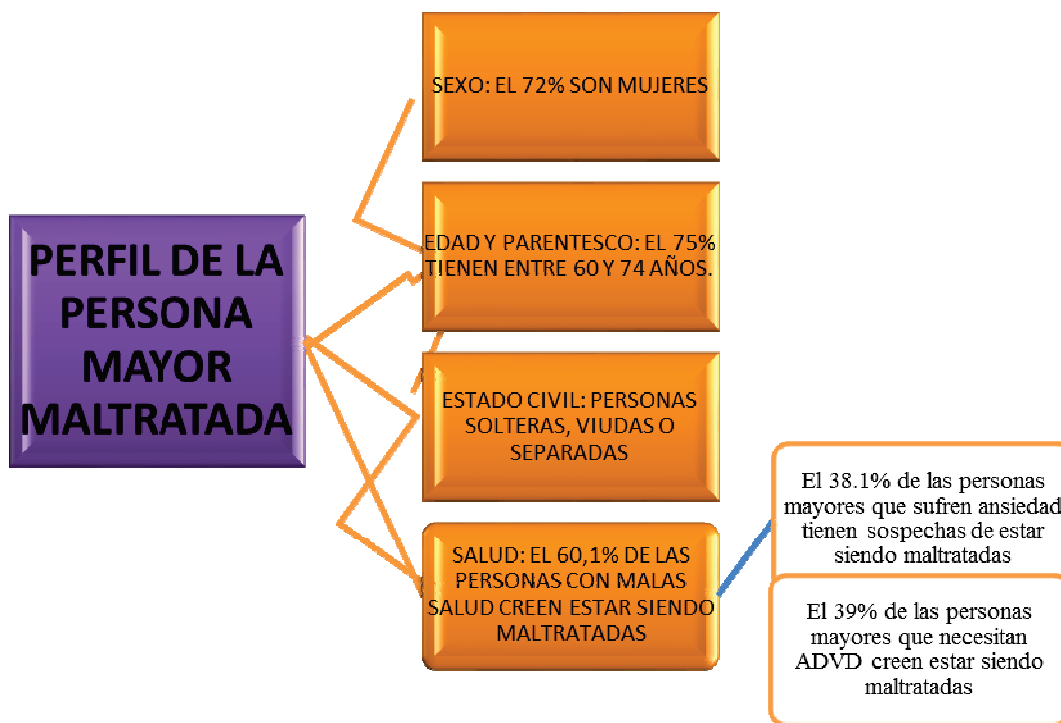 PERFIL DE LA
PERSONA
MAYOR
MALTRATADA
SEXO: EL 72% SON MUJERES
EDAD Y PARENTESCO: EL 75%
TIENEN ENTRE 60 Y 74 AÑOS.
ESTADO CIVIL: PERSONAS
SOLTERAS, VIUDAS O
SEPARADAS
SALUD: EL 60,1% DE LAS
PERSONAS CON MALAS
SALUD CREEN ESTAR SIENDO
MALTRATADAS
El 38.1% de las personas
mayores que sufren ansiedad
tienen sospechas de estar
siendo maltratadas
El 39% de las personas
mayores que necesitan
ADVD creen estar siendo
maltratadas